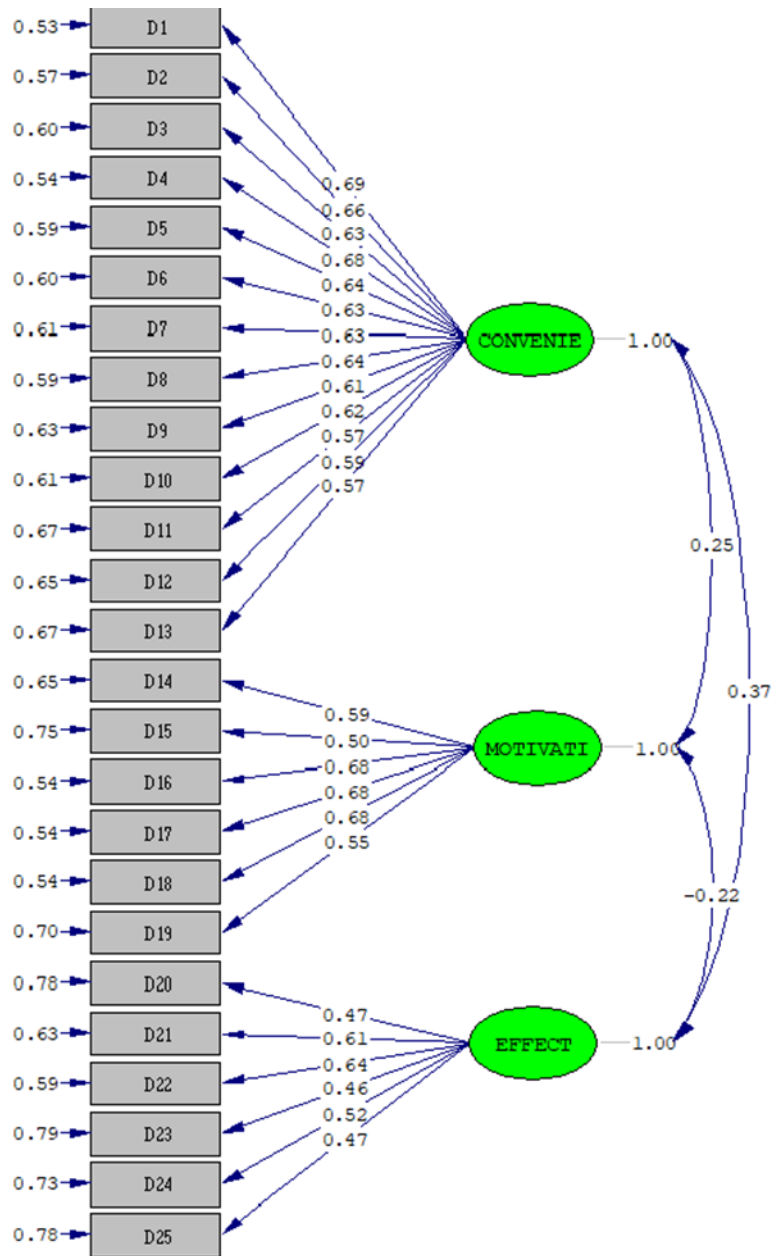 0.53 D1
0.57 D2
0.60 D3
0.54 D4
0.69
0.59 D5
0.66
0.63
0.60 D6
0.68
0.64
0.63
0.61 D7
0.63
CONVENIE 1.00
0.59 D8
0.64
0.61
0.63 D9
0.62
0.57
0.61 D10
0.59
0.57
0.67 D11
0.25
0.65 D12
0.67 D13
0.65 D14
0.37
0.59
0.75 D15
0.50
MOTIVATI 1.00
0.54 D16
0.68
0.68
0.54 D17
0.68
0.55
0.54 D18
-0.22
0.70 D19
0.78 D20
0.47
0.63 D21
0.61
EFFECT 1.00
0.59 D22
0.64
0.46
0.79 D23
0.52
0.47
0.73 D24
0.78 D25